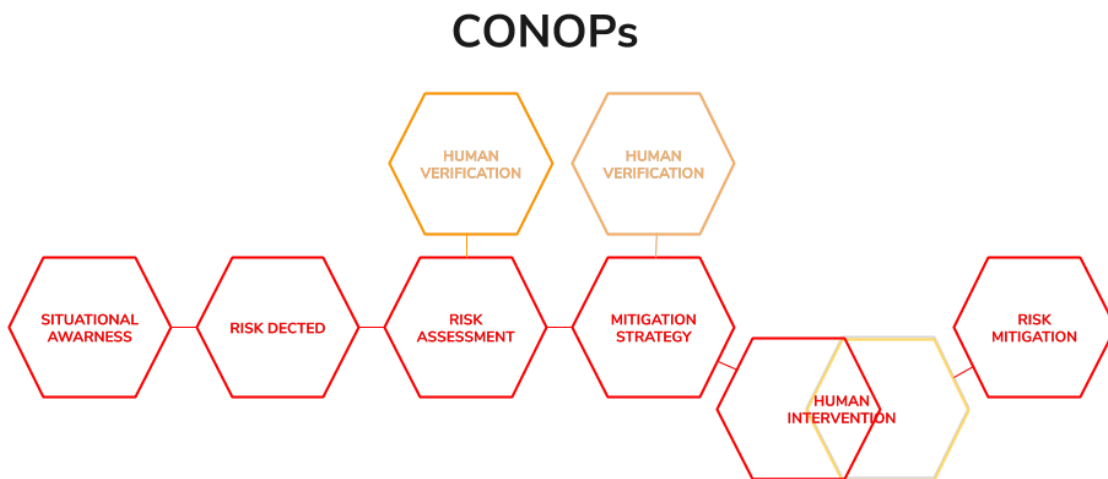 CONOPs
HUMAN
VERIFICATION
HUMAN
VERIFICATION
SITUATIONAL
AWARNESS
RISK DECTED
RISK
ASSESSMENT
MITIGATION
STRATEGY
HUMAN
INTERVENTION
RISK
MITIGATION